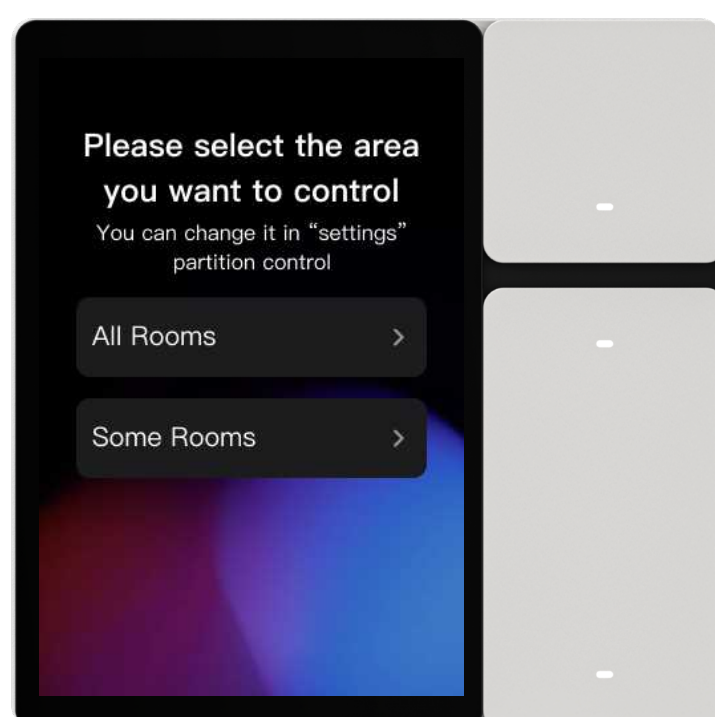 Please select the area
you want to control
You can change it in “settings”
partition control
All Rooms
Some Rooms